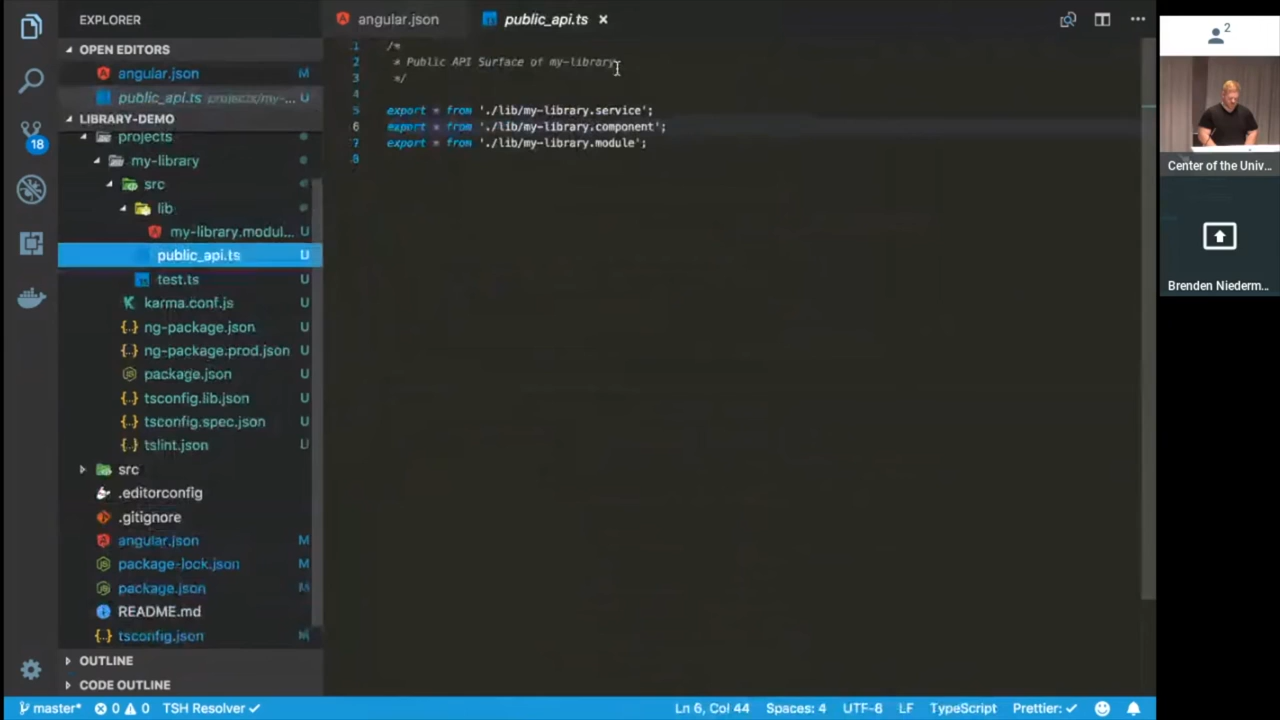 EXPLORER
OPEN EDITORS
angular.json M
public_api.ts projects/my-... U
LIBRARY-DEMO
projects
my-library
src
lib
my-library.modul... U
public_api.ts U
test.ts U
karma.conf.js U
ng-package.json U
ng-package.prod.json U
package.json U
tsconfig.lib.json U
tsconfig.spec.json U
tslint.json U
src
.editorconfig
.gitignore
angular.json M
package-lock.json M
package.json M
README.md
tsconfig.json M
OUTLINE
CODE OUTLINE
18
angular.json
public_api.ts
1 /*
2 * Public API Surface of my-library
3 */
4
5 export * from './lib/my-library.service';
6 export * from './lib/my-library.component';
7 export * from './lib/my-library.module';
8
2
Center of the Univ...
Brenden Niederm...
master* 0 0 TSH Resolver
Ln 6, Col 44 Spaces: 4 UTF-8 LF TypeScript Prettier: